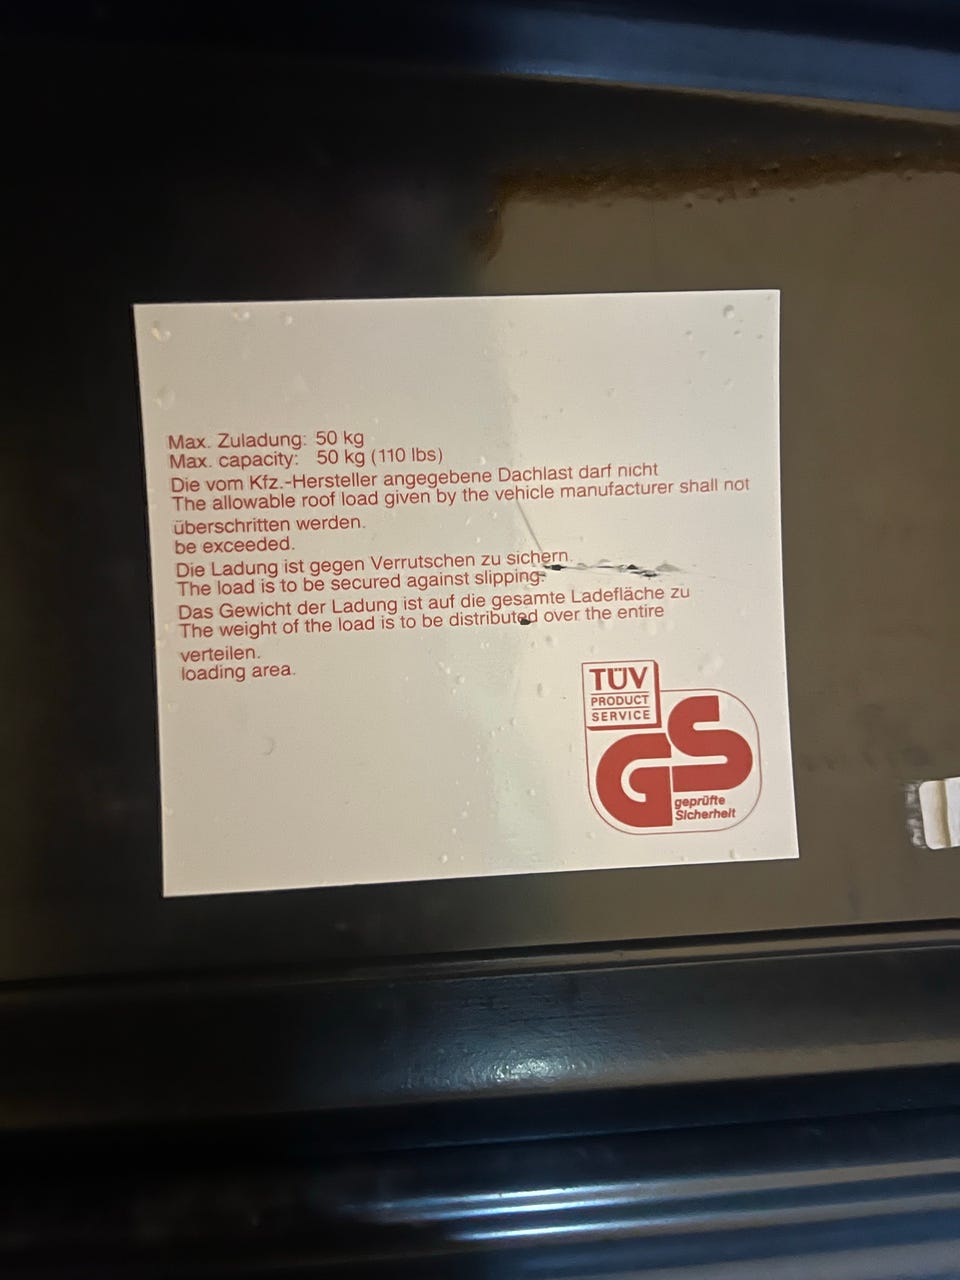 Max. Zuladung: 50 kg
Max. capacity: 50 kg (110 lbs)
Die vom Kfz.-Hersteller angegebene Dachlast darf nicht
The allowable roof load given by the vehicle manufacturer shall not
überschritten werden.
be exceeded.
Die Ladung ist gegen Verrutschen zu sichern.
The load is to be secured against slipping.
Das Gewicht der Ladung ist auf die gesamte Ladefläche zu
The weight of the load is to be distributed over the entire
verteilen.
loading area.
TÜV
PRODUCT
SERVICE
GS
geprüfte
Sicherheit